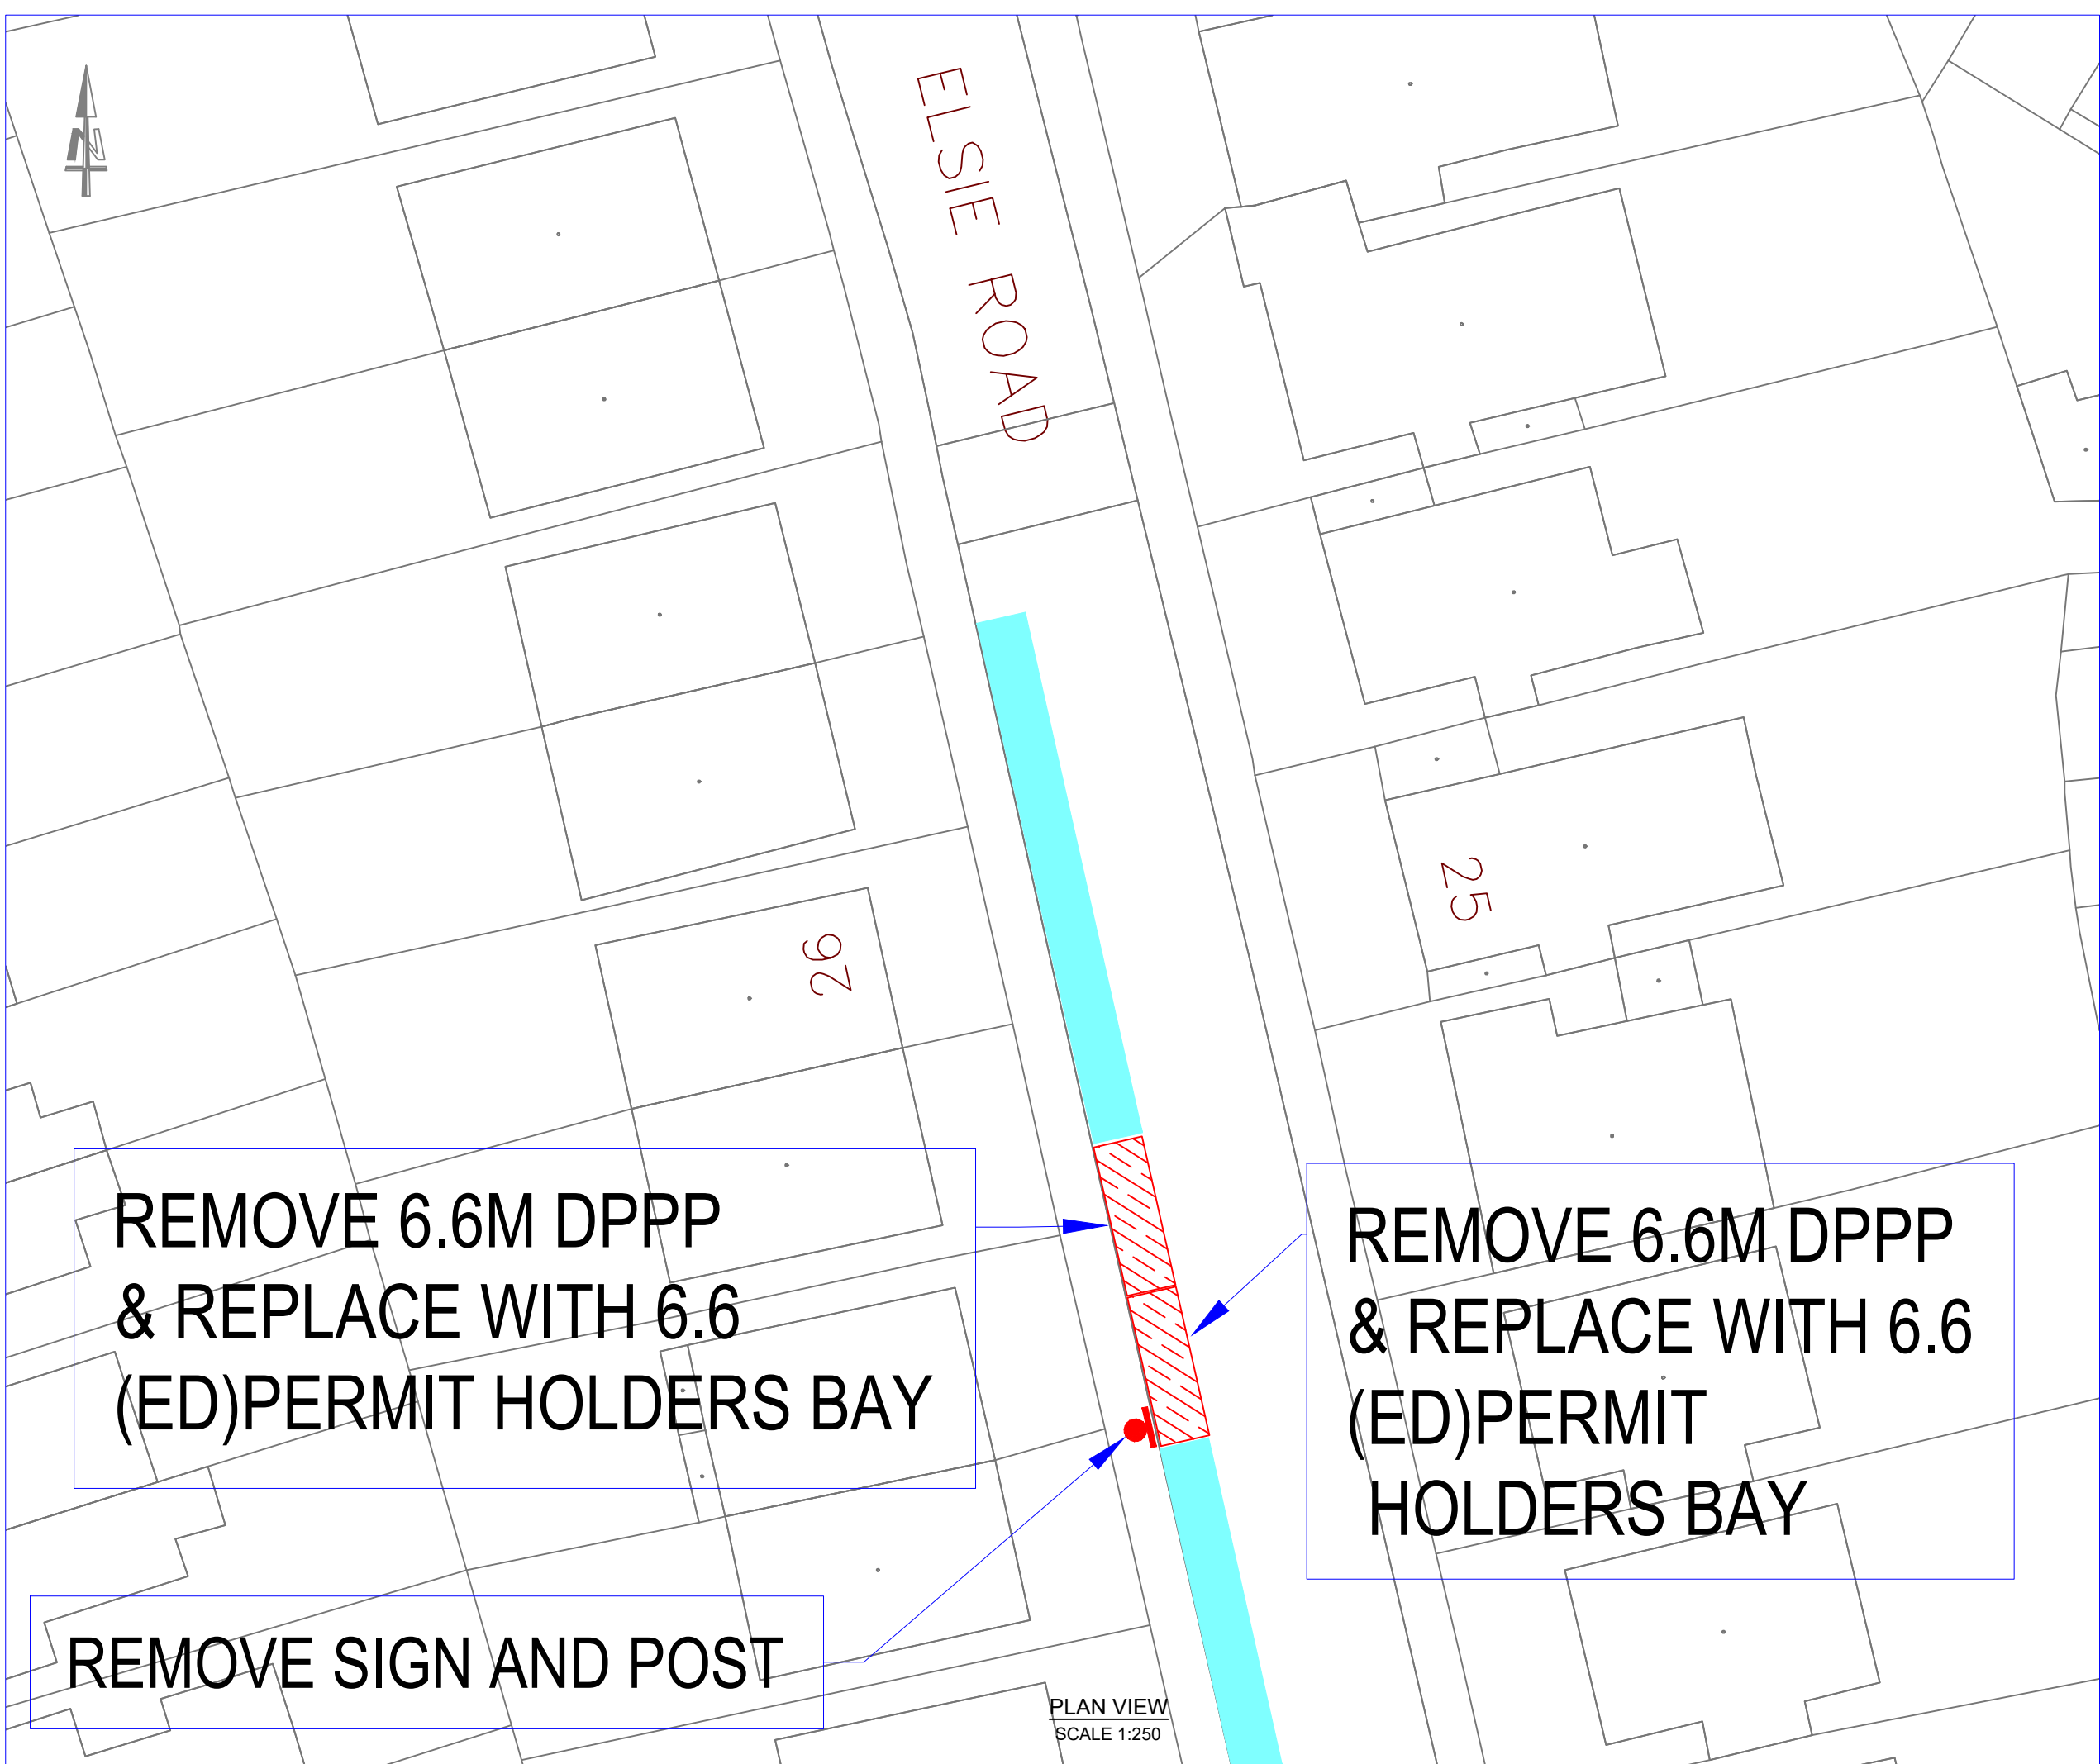 N
ELSIE ROAD
25
26
REMOVE 6.6M DPPP
& REPLACE WITH 6.6
(ED)PERMIT HOLDERS BAY
REMOVE 6.6M DPPP
& REPLACE WITH 6.6
(ED)PERMIT
HOLDERS BAY
REMOVE SIGN AND POST
PLAN VIEW
SCALE 1:250